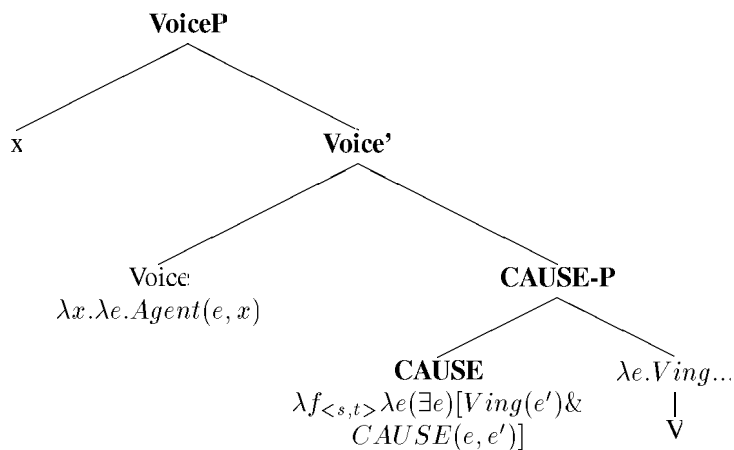 VoiceP
x
Voice'
Voice
λx.λe.Agent(e, x)
CAUSE-P
CAUSE
λf<s,t>λe(∃e)[Ving(e′)&
CAUSE(e, e′)]
λe.Ving...
V